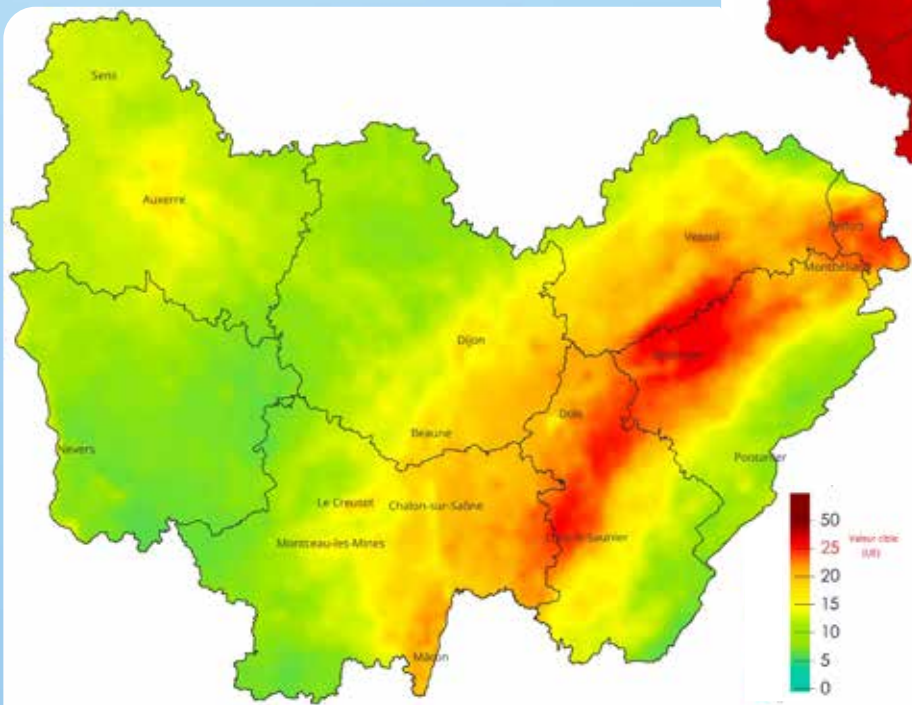 Sens
Auxerre
Vesoul
Belfort
Montbéliard
Dijon
Besançon
Dole
Beaune
Nevers
Pontarlier
Le Creusot
Chalon-sur-Saône
Lons-le-Saunier
Montceau-les-Mines
Mâcon
50
25
Valeur cible
(UE)
20
15
10
5
0